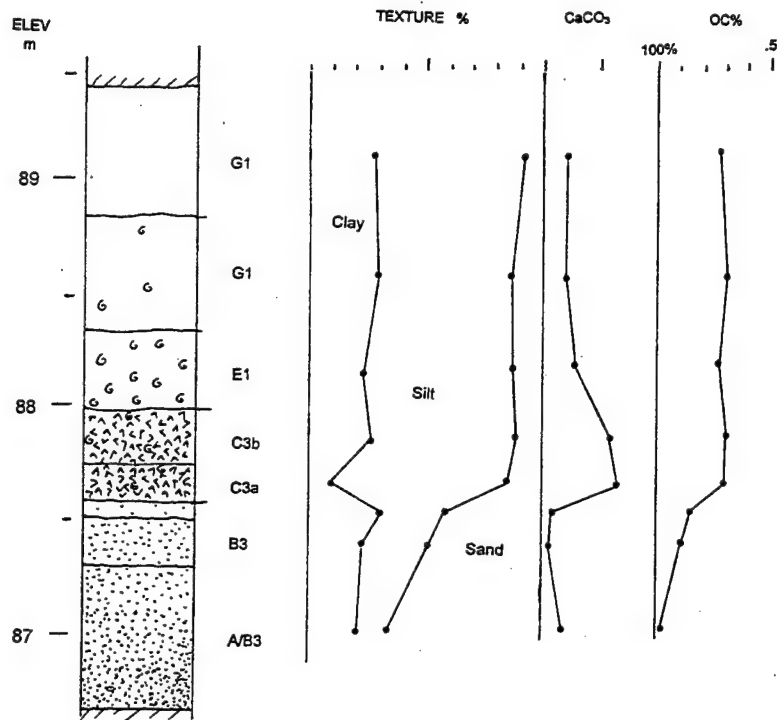 ELEV
m
TEXTURE %
CaCO₃
OC%
100%
.5
G1
89
Clay
G1
E1
Silt
88
C3b
C3a
B3
Sand
87
A/B3